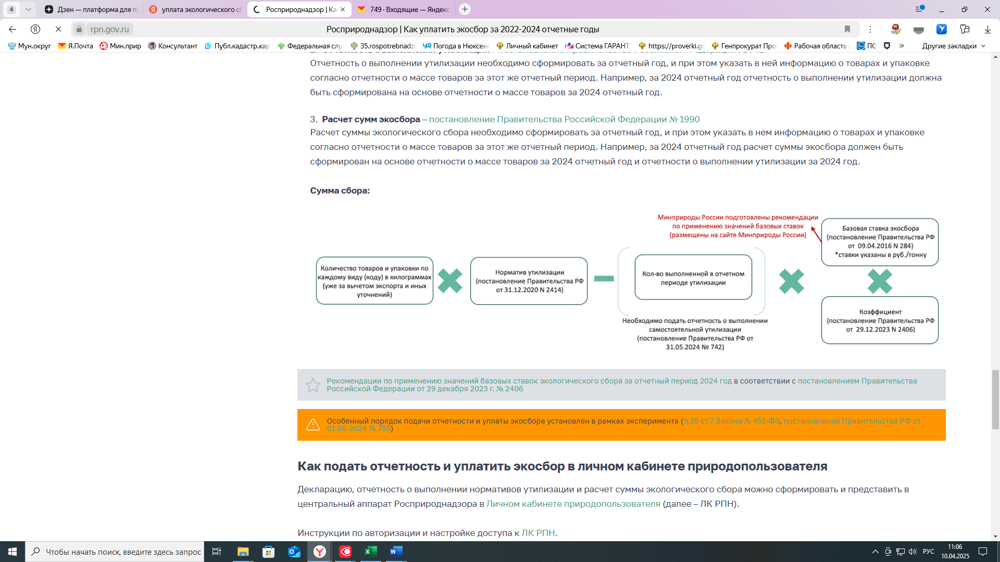 4
Дзен — платформа для п
уплата экологического сб
Росприроднадзор | Ка
749 · Входящие — Яндекс
rpn.gov.ru
Росприроднадзор | Как уплатить экосбор за 2022-2024 отчетные годы
Мун.округ
Я.Почта
Мин.прир
Консультант
Публ.кадастр.кар
Федеральная слу
35.rospotrebnadzo
Погода в Нюксен
Личный кабинет
Система ГАРАНТ.
https://proverki.go
Генпрокурат Про
Рабочая область
ПО
»
Другие закладки
Отчетность о выполнении утилизации необходимо сформировать за отчетный год, и при этом указать в ней информацию о товарах и упаковке
согласно отчетности о массе товаров за этот же отчетный период. Например, за 2024 отчетный год отчетность о выполнении утилизации должна
быть сформирована на основе отчетности о массе товаров за 2024 отчетный год.
3. Расчет сумм экосбора – постановление Правительства Российской Федерации № 1990
Расчет суммы экологического сбора необходимо сформировать за отчетный год, и при этом указать в нем информацию о товарах и упаковке
согласно отчетности о массе товаров за этот же отчетный период. Например, за 2024 отчетный год расчет суммы экосбора должен быть
сформирован на основе отчетности о массе товаров за 2024 отчетный год и отчетности о выполнении утилизации за 2024 год.
Сумма сбора:
Минприроды России подготовлены рекомендации
по применению значений базовых ставок
(размещены на сайте Минприроды России)
Базовая ставка экосбора
(постановление Правительства РФ
от 09.04.2016 N 284)
*ставки указаны в руб./тонну
Количество товаров и упаковки по
каждому виду (коду) в килограммах
(уже за вычетом экспорта и иных
уточнений)
Норматив утилизации
(постановление Правительства РФ
от 31.12.2020 N 2414)
Кол-во выполненной в отчетном
периоде утилизации
Необходимо подать отчетность о выполнении
самостоятельной утилизации
(постановление Правительства РФ от
31.05.2024 № 742)
Коэффициент
(постановление Правительства РФ
от 29.12.2023 N 2406)
Рекомендации по применению значений базовых ставок экологического сбора за отчетный период 2024 год в соответствии с постановлением Правительства
Российской Федерации от 29 декабря 2023 г. № 2406
Особенный порядок подачи отчетности и уплаты экосбора установлен в рамках эксперимента (п.10 ст.7 Закона № 451-ФЗ, постановление Правительства РФ от
01.06.2024 № 750)
Как подать отчетность и уплатить экосбор в личном кабинете природопользователя
Декларацию, отчетность о выполнении нормативов утилизации и расчет суммы экологического сбора можно сформировать и представить в
центральный аппарат Росприроднадзора в Личном кабинете природопользователя (далее – ЛК РПН).
Инструкции по авторизации и настройке доступа к ЛК РПН.
Чтобы начать поиск, введите здесь запрос
РУС
11:06
10.04.2025